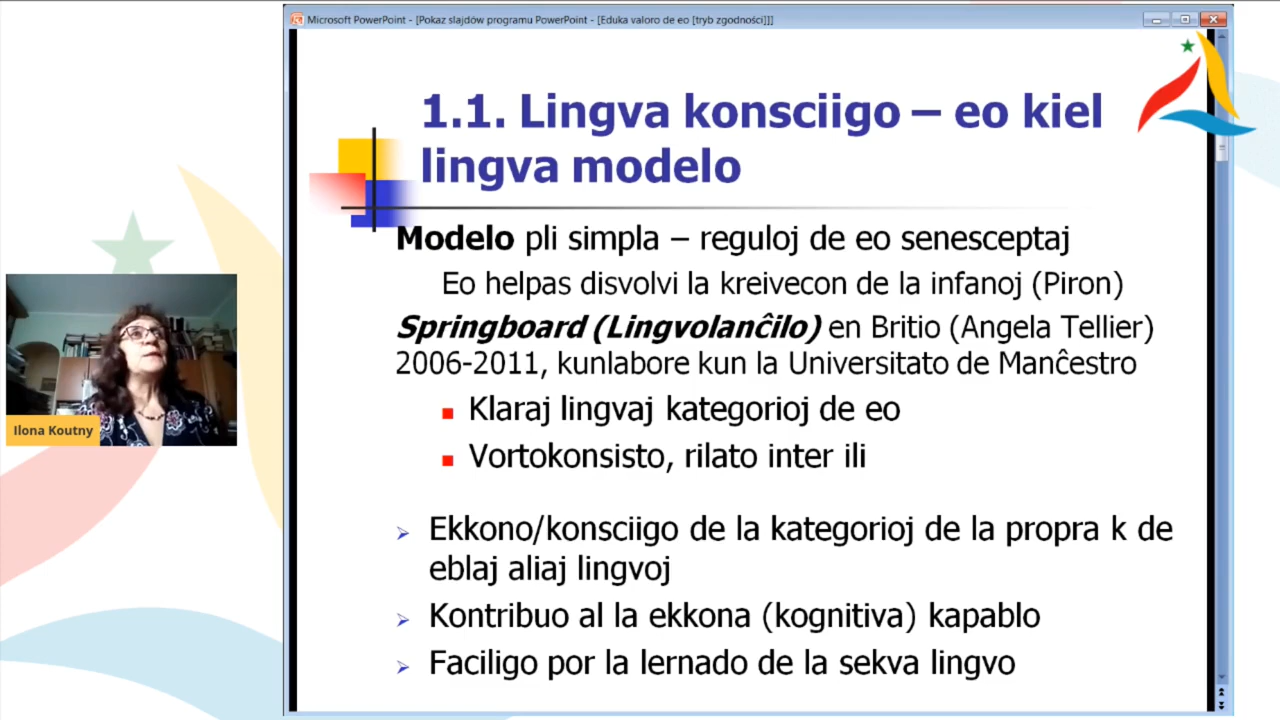 Microsoft PowerPoint - [Pokaz slajdów programu PowerPoint - [Eduka valoro de eo [tryb zgodności]]]
1.1. Lingva konsciigo – eo kiel
lingva modelo
Modelo pli simpla – reguloj de eo senesceptaj
Eo helpas disvolvi la kreivecon de la infanoj (Piron)
Springboard (Lingvolanĉilo) en Britio (Angela Tellier)
2006-2011, kunlabore kun la Universitato de Manĉestro
Klaraj lingvaj kategorioj de eo
Vortokonsisto, rilato inter ili
Ekkono/konsciigo de la kategorioj de la propra k de
eblaj aliaj lingvoj
Kontribuo al la ekkona (kognitiva) kapablo
Faciligo por la lernado de la sekva lingvo
Ilona Koutny